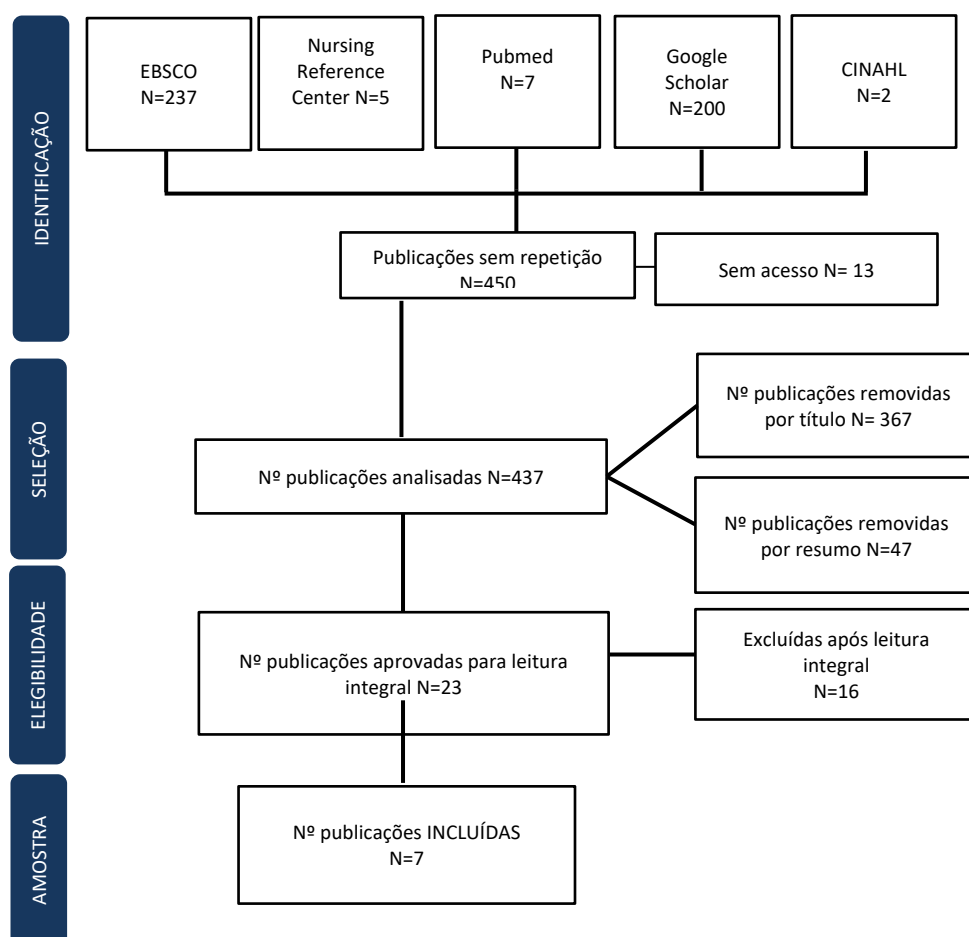 IDENTIFICAÇÃO
EBSCO
N=237
Nursing
Reference
Center N=5
Pubmed
N=7
Google
Scholar
N=200
CINAHL
N=2
Publicações sem repetição
N=450
Sem acesso N= 13
SELEÇÃO
Nº publicações removidas
por título N= 367
Nº publicações analisadas N=437
Nº publicações removidas
por resumo N=47
ELEGIBILIDADE
Nº publicações aprovadas para leitura
integral N=23
Excluídas após leitura
integral
N=16
AMOSTRA
Nº publicações INCLUÍDAS
N=7